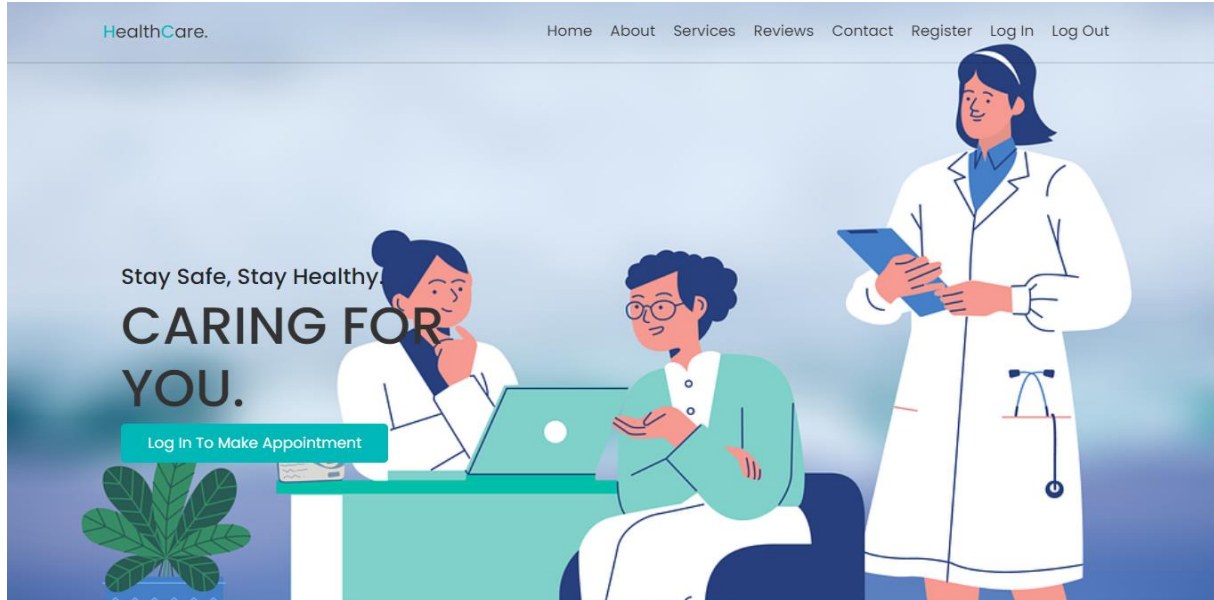 HealthCare.
Home About Services Reviews Contact Register Log In Log Out
Stay Safe, Stay Healthy.
CARING FOR
YOU.
Log In To Make Appointment